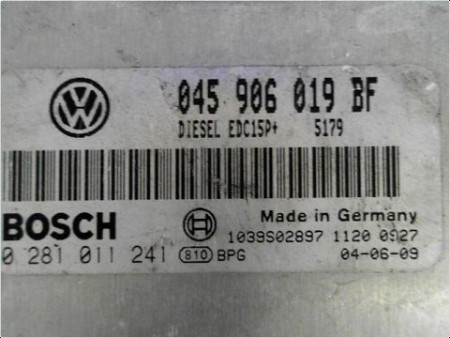 045 906 019 BF
DIESEL EDC15P+ 5179
BOSCH
Made in Germany
1039S02897 1120 0927
0 281 011 241 810 BPG 04-06-09